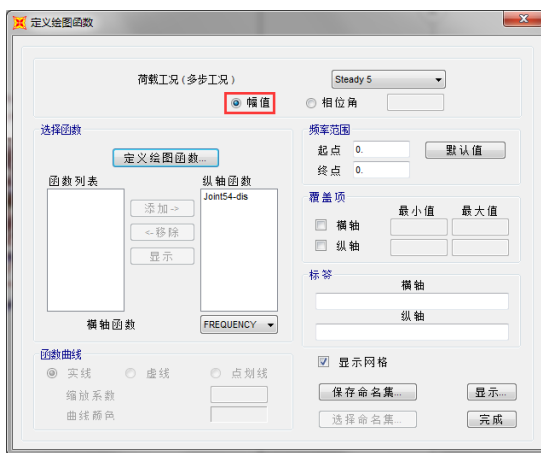 定义绘图函数
荷载工况(多步工况)
Steady 5
幅值
相位角
选择函数
定义绘图函数...
函数列表
纵轴函数
Joint54-dis
添加->
<-移除
显示
横轴函数
FREQUENCY
频率范围
起点 0.
默认值
终点 0.
覆盖项
最小值 最大值
横轴
纵轴
标签
横轴
纵轴
函数曲线
实线
虚线
点划线
缩放系数
曲线颜色
显示网格
保存命名集...
显示...
选择命名集...
完成